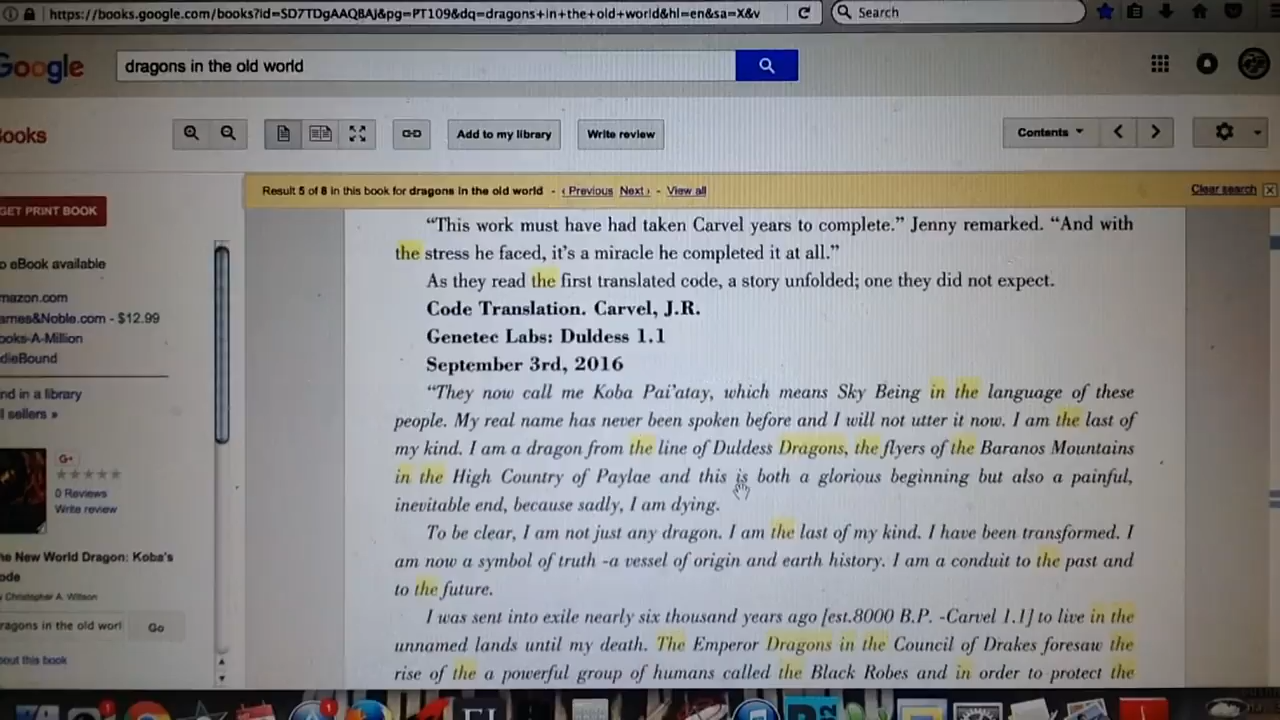 https://books.google.com/books?id=SD7TDgAAQBAJ&pg=PT109&dq=dragons+in+the+old+world&hl=en&sa=X&v
Search
Google
dragons in the old world
Books
Add to my library
Write review
Contents
GET PRINT BOOK
Result 5 of 8 in this book for dragons in the old world - ‹ Previous Next › - View all
Clear search
o eBook available
mazon.com
ames&Noble.com - $12.99
ooks-A-Million
dieBound
nd in a library
l sellers »
G+
0 Reviews
Write review
he New World Dragon: Koba's
ode
y Christopher A. Wilson
ragons in the old worl
Go
bout this book
“This work must have had taken Carvel years to complete.” Jenny remarked. “And with
the stress he faced, it’s a miracle he completed it at all.”
As they read the first translated code, a story unfolded; one they did not expect.
Code Translation. Carvel, J.R.
Genetec Labs: Duldess 1.1
September 3rd, 2016
“They now call me Koba Pai’atay, which means Sky Being in the language of these
people. My real name has never been spoken before and I will not utter it now. I am the last of
my kind. I am a dragon from the line of Duldess Dragons, the flyers of the Baranos Mountains
in the High Country of Paylae and this is both a glorious beginning but also a painful,
inevitable end, because sadly, I am dying.
To be clear, I am not just any dragon. I am the last of my kind. I have been transformed. I
am now a symbol of truth -a vessel of origin and earth history. I am a conduit to the past and
to the future.
I was sent into exile nearly six thousand years ago [est.8000 B.P. -Carvel 1.1] to live in the
unnamed lands until my death. The Emperor Dragons in the Council of Drakes foresaw the
rise of the a powerful group of humans called the Black Robes and in order to protect the